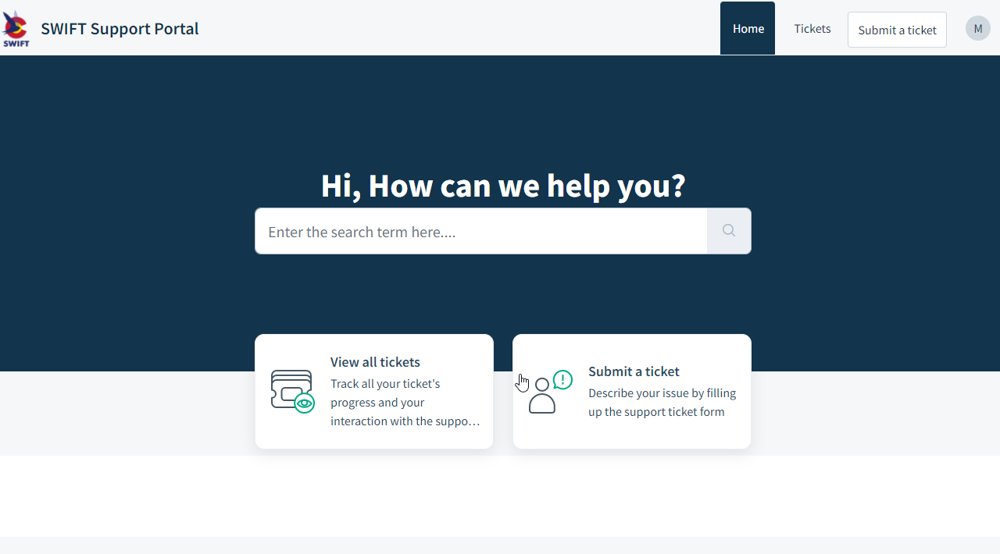 SWIFT
SWIFT Support Portal
Home
Tickets
Submit a ticket
M
Hi, How can we help you?
Enter the search term here....
View all tickets
Track all your ticket's
progress and your
interaction with the suppo...
Submit a ticket
Describe your issue by filling
up the support ticket form